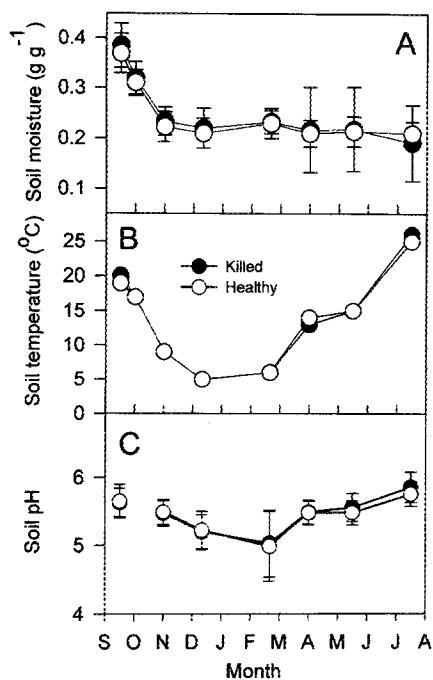 A
Soil moisture (g g⁻¹)
0.4
0.3
0.2
0.1
B
Soil temperature (°C)
25
20
15
10
5
0
Killed
Healthy
C
Soil pH
6
5
4
S O N D J F M A M J J A
Month